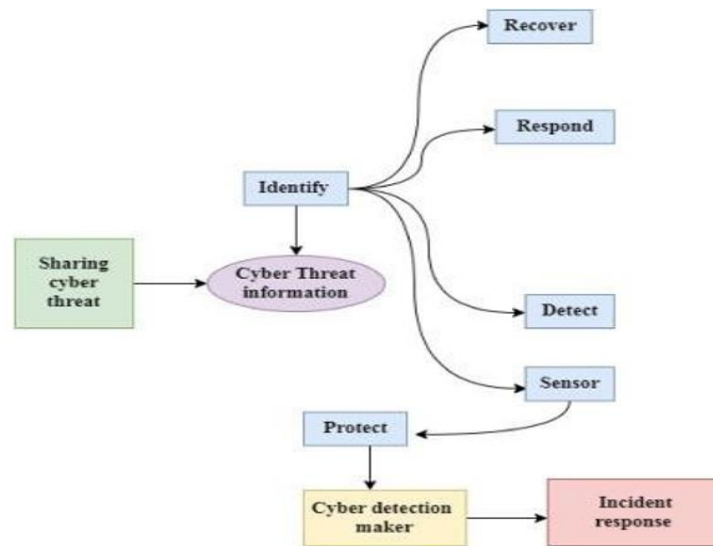 Recover
Respond
Identify
Sharing
cyber
threat
Cyber Threat
information
Detect
Sensor
Protect
Cyber detection
maker
Incident
response